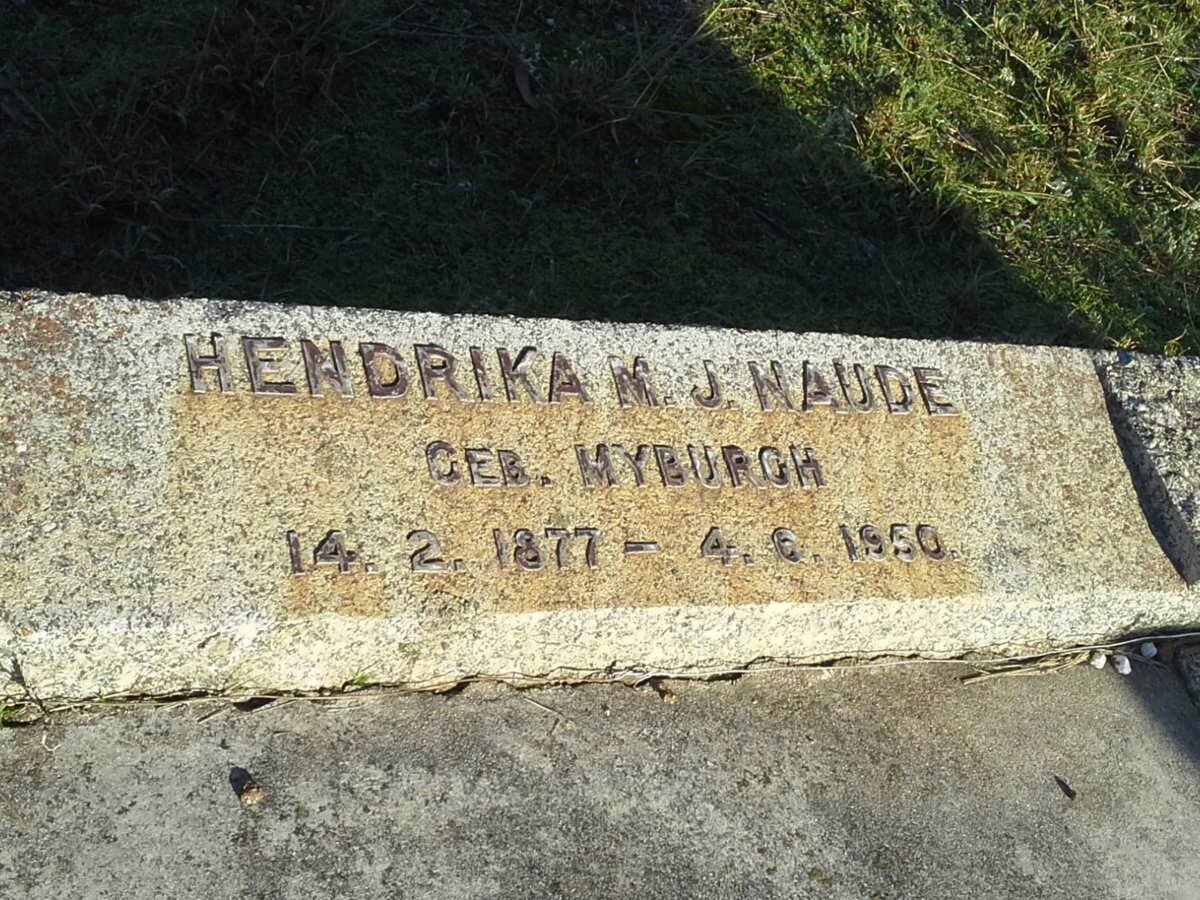 HENDRIKA M. J. NAUDE
GEB. MYBURGH
14. 2. 1877 — 4. 6. 1950.